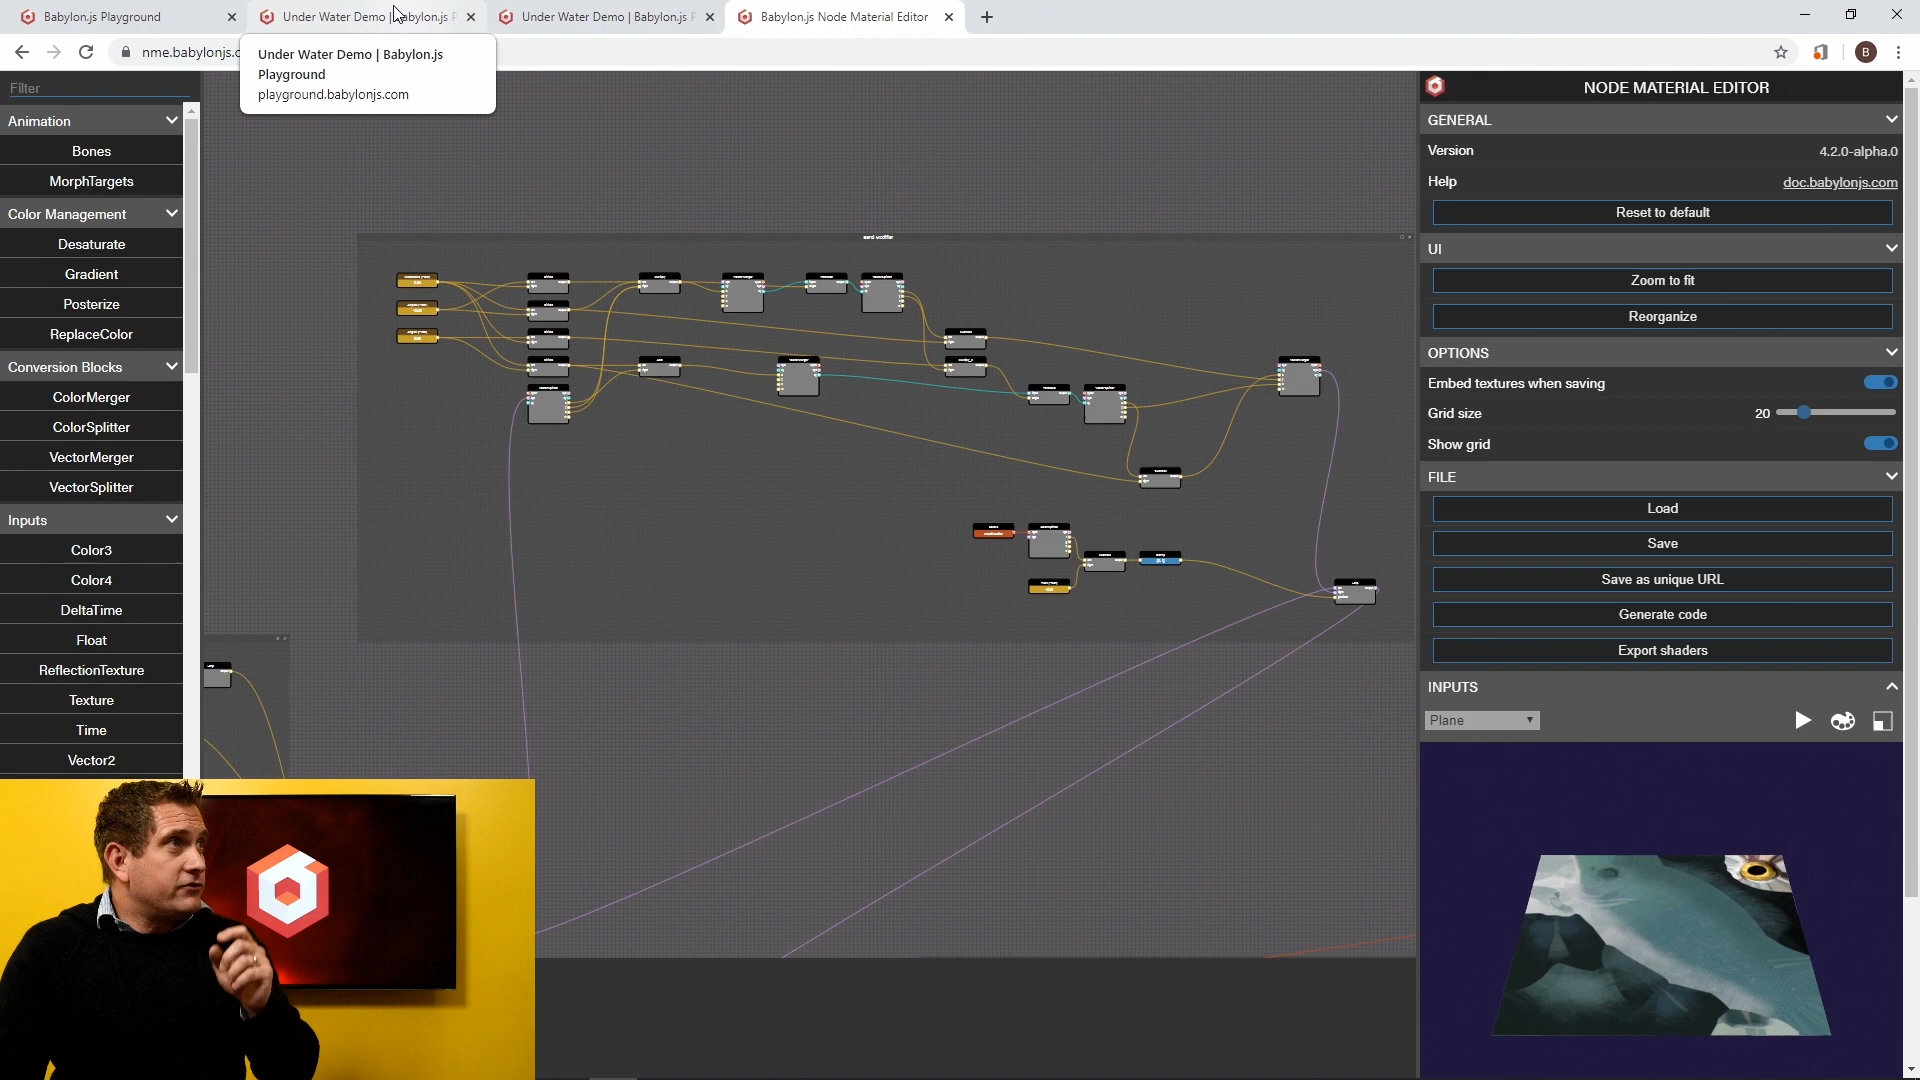 Babylon.js Playground
Under Water Demo | Babylon.js P
Under Water Demo | Babylon.js P
Babylon.js Node Material Editor
nme.babylonjs.c
B
Under Water Demo | Babylon.js
Playground
playground.babylonjs.com
Filter
Animation
Bones
MorphTargets
Color Management
Desaturate
Gradient
Posterize
ReplaceColor
Conversion Blocks
ColorMerger
ColorSplitter
VectorMerger
VectorSplitter
Inputs
Color3
Color4
DeltaTime
Float
ReflectionTexture
Texture
Time
Vector2
Bend Modifier
NODE MATERIAL EDITOR
GENERAL
Version 4.2.0-alpha.0
Help doc.babylonjs.com
Reset to default
UI
Zoom to fit
Reorganize
OPTIONS
Embed textures when saving
Grid size 20
Show grid
FILE
Load
Save
Save as unique URL
Generate code
Export shaders
INPUTS
Plane